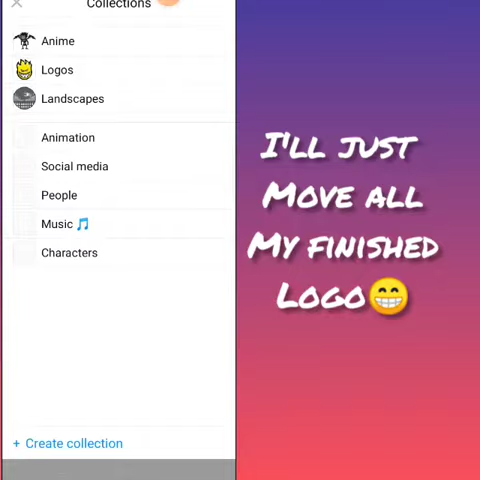 Collections
Anime
Logos
Landscapes
Animation
Social media
People
Music 🎵
Characters
+ Create collection
I'll just
Move all
My finished
Logo😁